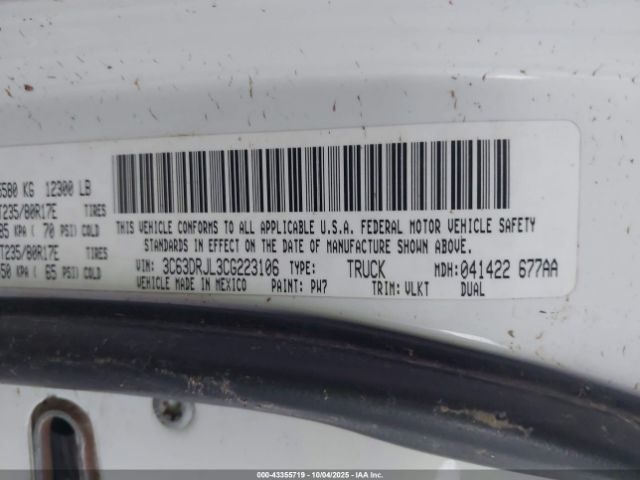 6580 KG 12300 LB
T235/80R17E TIRES
85 KPA ( 70 PSI) COLD
T235/80R17E TIRES
50 KPA ( 65 PSI) COLD
THIS VEHICLE CONFORMS TO ALL APPLICABLE U.S.A. FEDERAL MOTOR VEHICLE SAFETY
STANDARDS IN EFFECT ON THE DATE OF MANUFACTURE SHOWN ABOVE.
VIN: 3C63DRJL3CG223106 TYPE: TRUCK MDH: 041422 677AA
VEHICLE MADE IN MEXICO PAINT: PW7 TRIM: VLKT DUAL
000-43355719 - 10/04/2025 - IAAI.COM